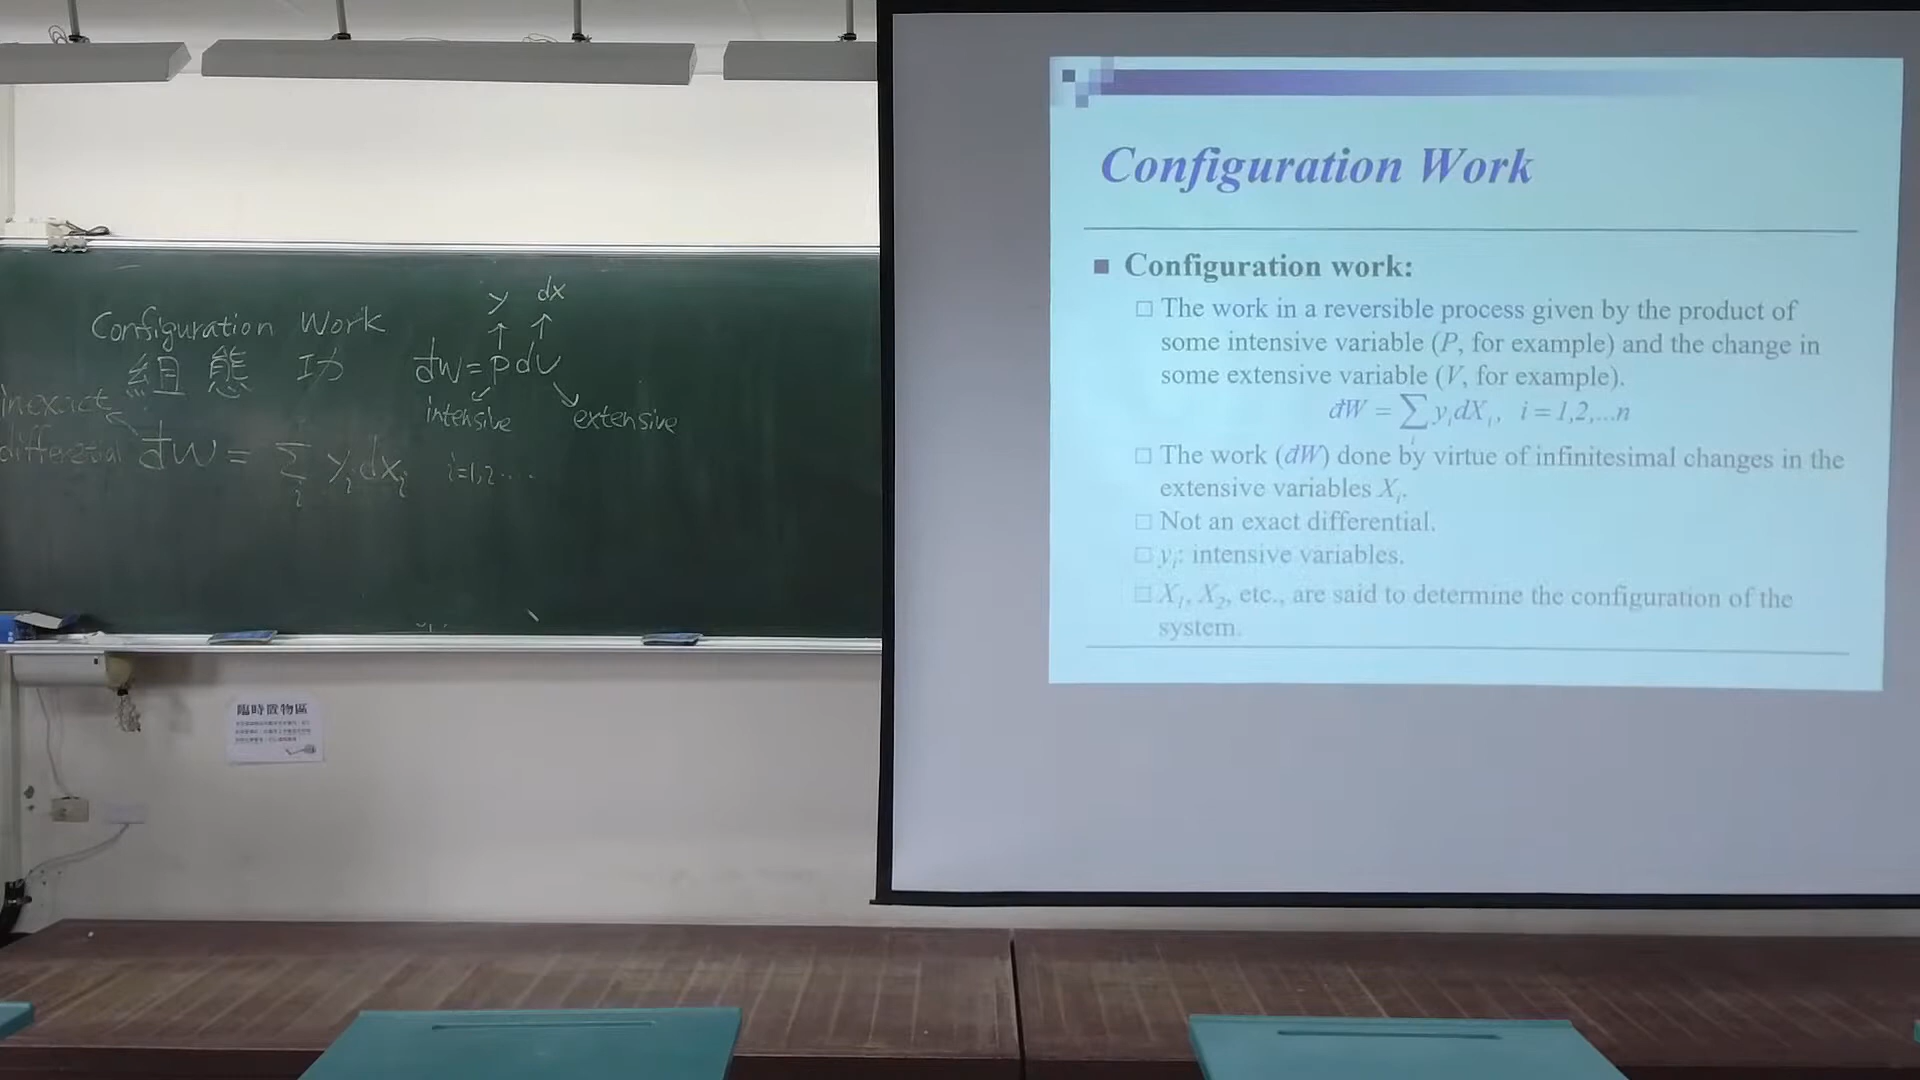 Configuration Work
組態 功
y dx
đW = P dV
intensive extensive
inexact
differential
đW = Σ yᵢ dxᵢ i=1,2....
i
臨時置物區
Configuration Work
Configuration work:
The work in a reversible process given by the product of
some intensive variable (P, for example) and the change in
some extensive variable (V, for example).
đW = Σ yᵢdXᵢ, i = 1,2,...n
i
The work (đW) done by virtue of infinitesimal changes in the
extensive variables Xᵢ.
Not an exact differential.
yᵢ: intensive variables.
X₁, X₂, etc., are said to determine the configuration of the
system.